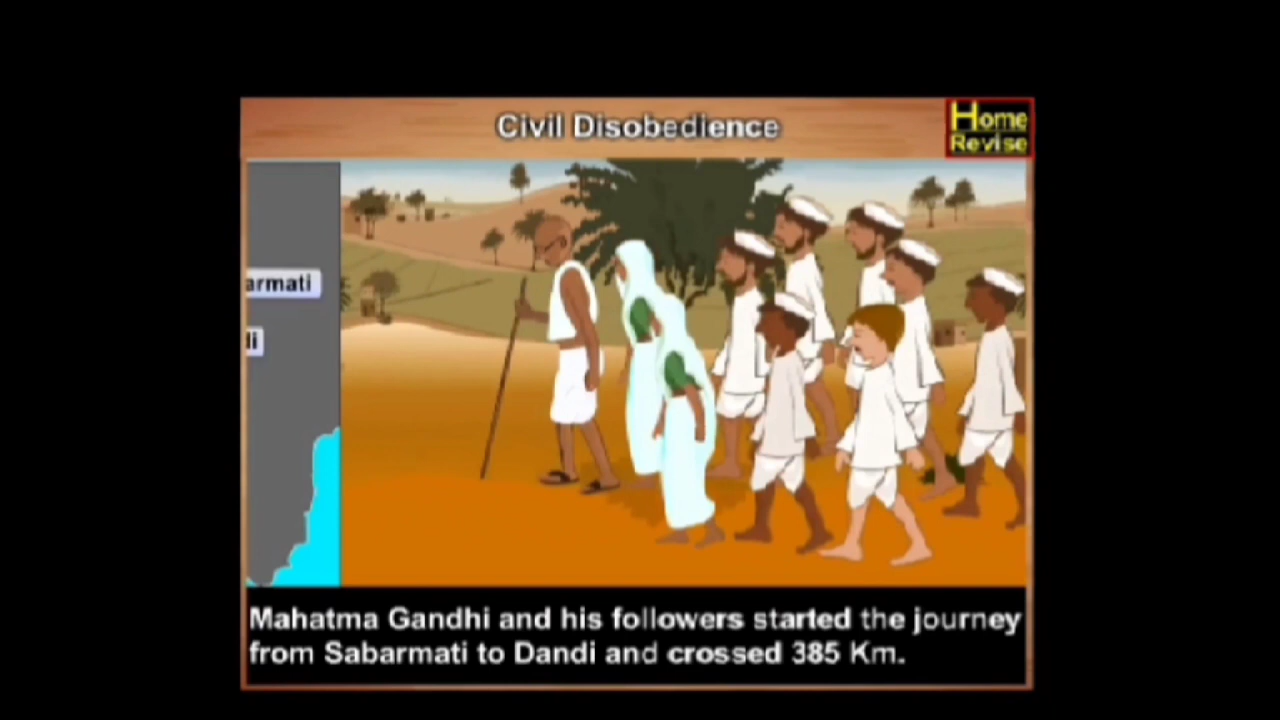 Civil Disobedience
Home
Revise
armati
li
Mahatma Gandhi and his followers started the journey
from Sabarmati to Dandi and crossed 385 Km.